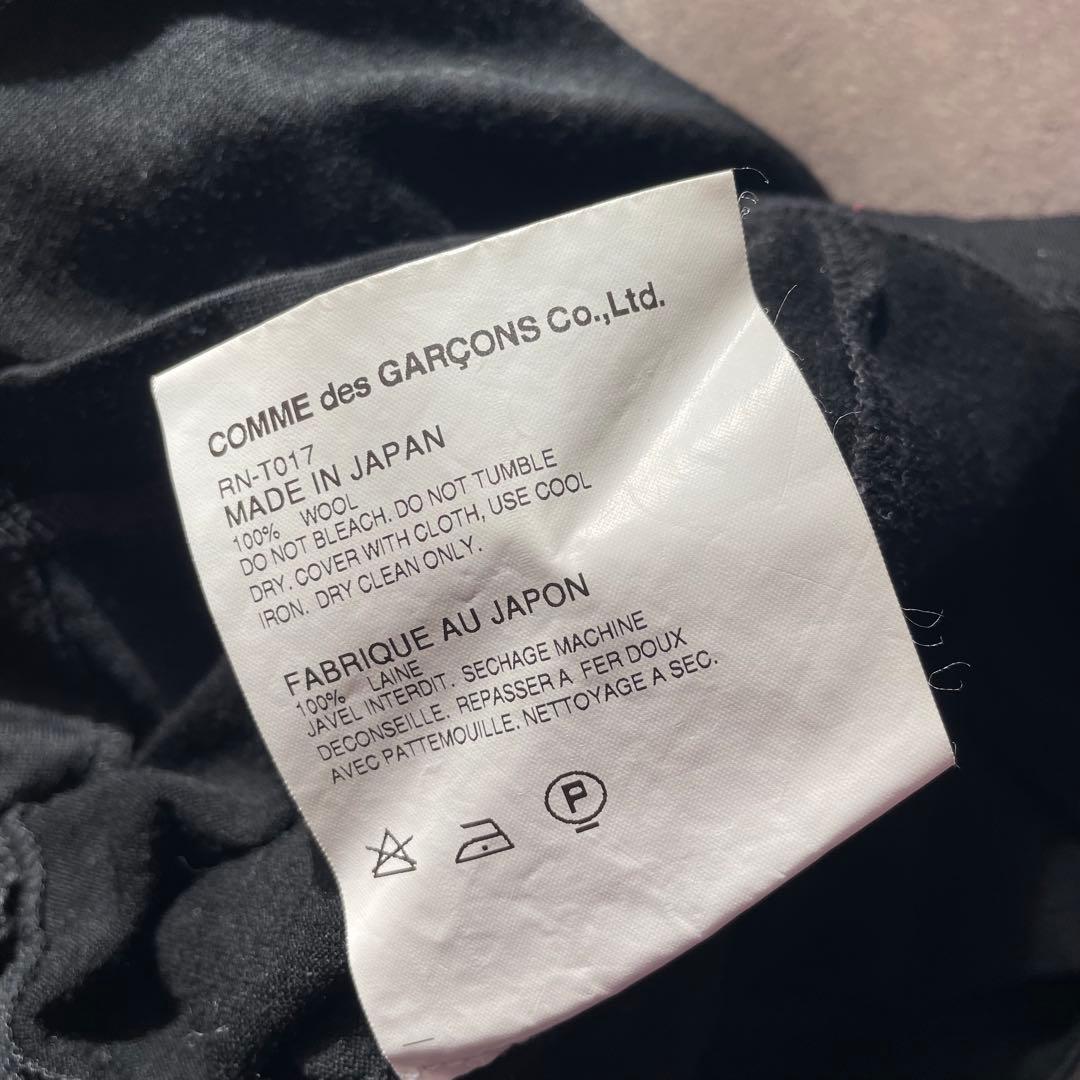 COMME des GARÇONS Co.,Ltd.
RN-T017
MADE IN JAPAN
100% WOOL
DO NOT BLEACH. DO NOT TUMBLE
DRY. COVER WITH CLOTH, USE COOL
IRON. DRY CLEAN ONLY.
FABRIQUE AU JAPON
100% LAINE
JAVEL INTERDIT. SECHAGE MACHINE
DECONSEILLE. REPASSER A FER DOUX
AVEC PATTEMOUILLE. NETTOYAGE A SEC.
P